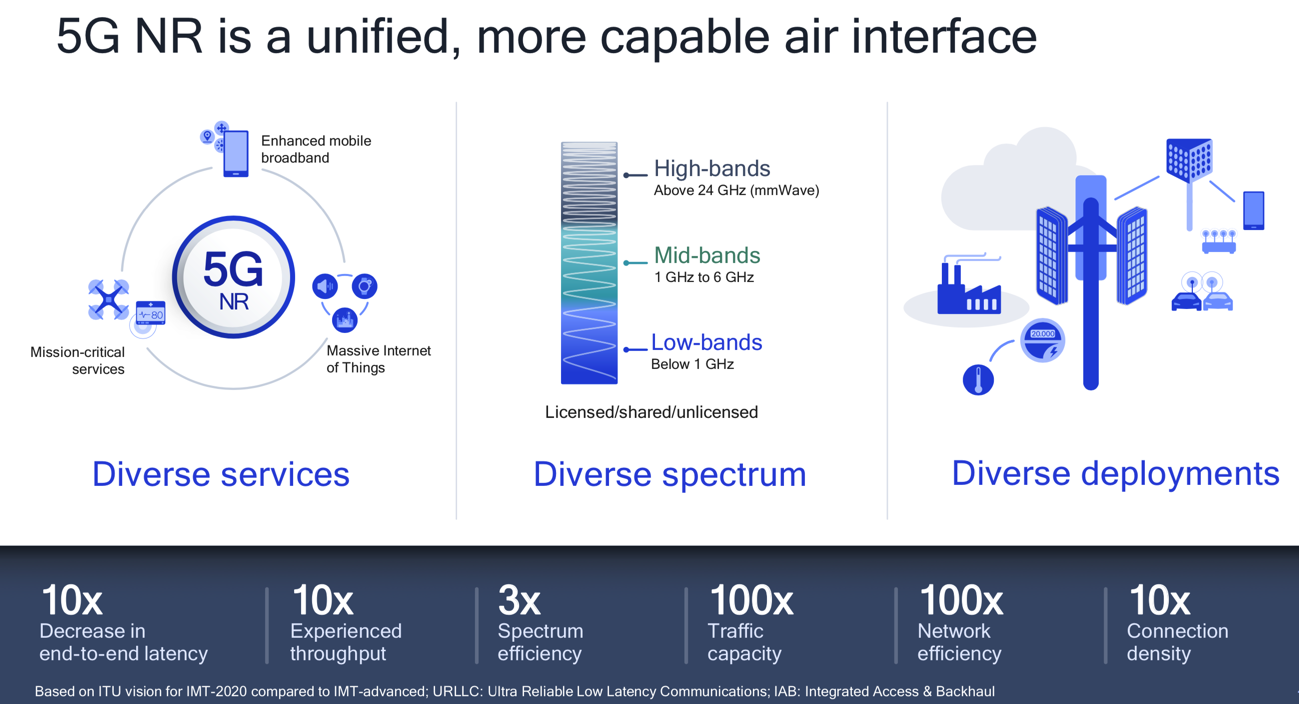 5G NR is a unified, more capable air interface
Enhanced mobile
broadband
5G
NR
80
Mission-critical
services
Massive Internet
of Things
Diverse services
High-bands
Above 24 GHz (mmWave)
Mid-bands
1 GHz to 6 GHz
Low-bands
Below 1 GHz
Licensed/shared/unlicensed
Diverse spectrum
20.000
Diverse deployments
10x
Decrease in
end-to-end latency
10x
Experienced
throughput
3x
Spectrum
efficiency
100x
Traffic
capacity
100x
Network
efficiency
10x
Connection
density
Based on ITU vision for IMT-2020 compared to IMT-advanced; URLLC: Ultra Reliable Low Latency Communications; IAB: Integrated Access & Backhaul